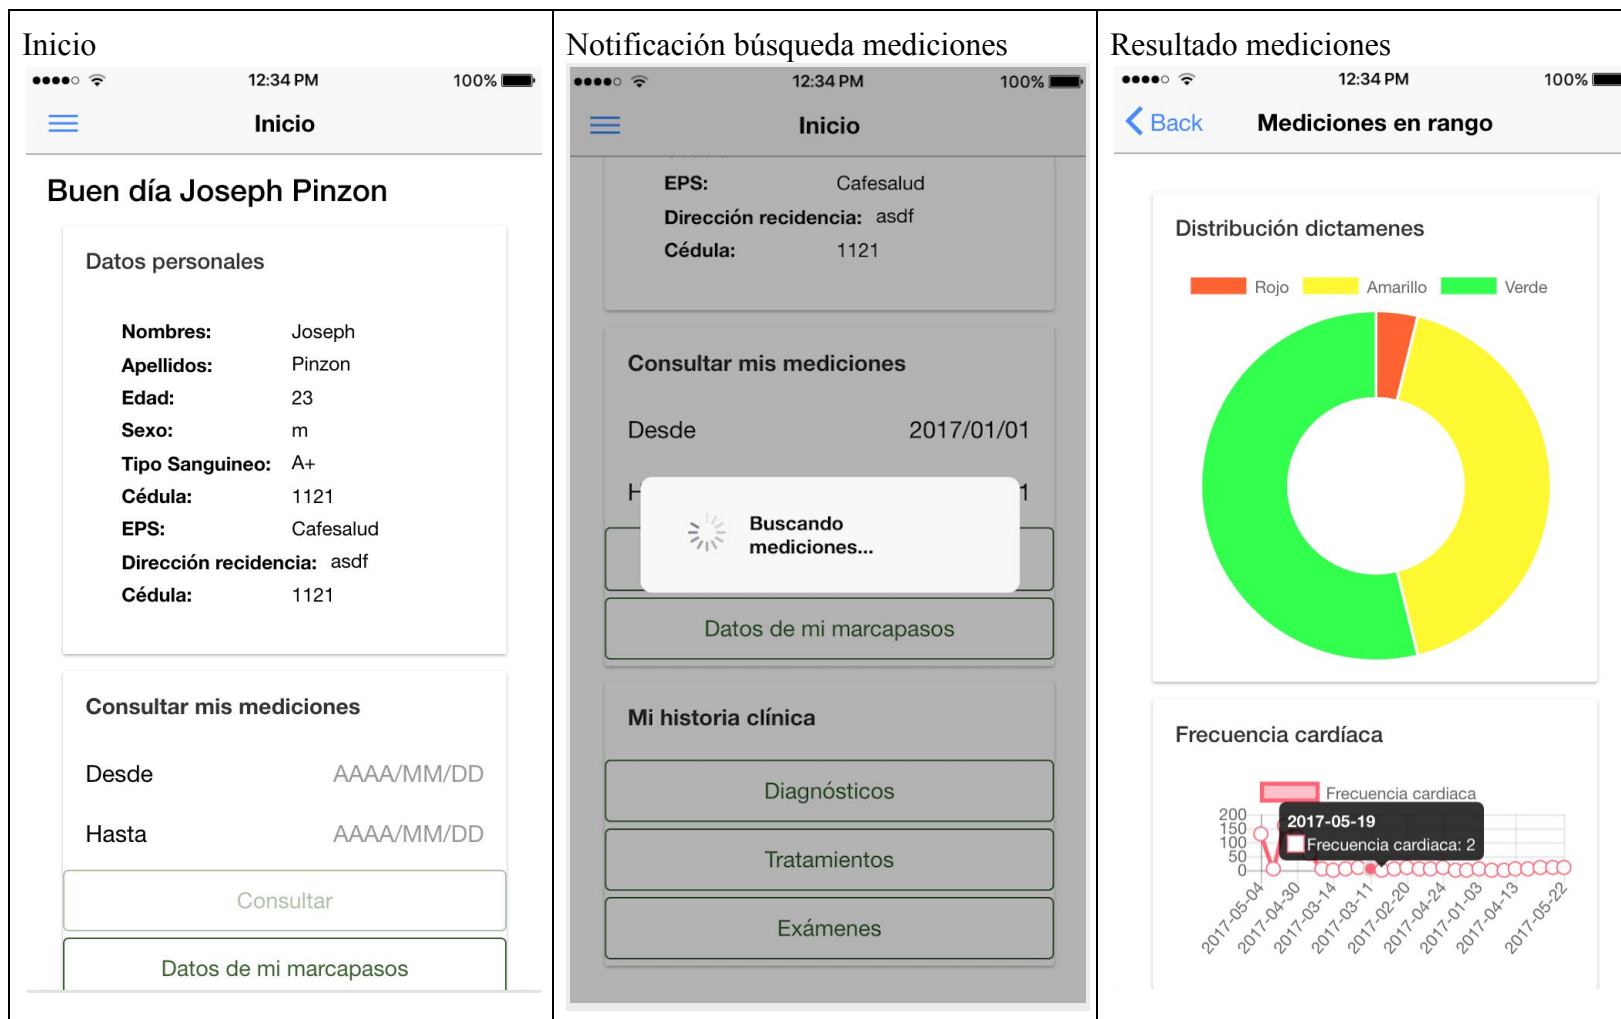 Inicio
12:34 PM 100%
Inicio
Buen día Joseph Pinzon
Datos personales
Nombres: Joseph
Apellidos: Pinzon
Edad: 23
Sexo: m
Tipo Sanguineo: A+
Cédula: 1121
EPS: Cafesalud
Dirección recidencia: asdf
Cédula: 1121
Consultar mis mediciones
Desde AAAA/MM/DD
Hasta AAAA/MM/DD
Consultar
Datos de mi marcapasos
Notificación búsqueda mediciones
12:34 PM 100%
Inicio
EPS: Cafesalud
Dirección recidencia: asdf
Cédula: 1121
Consultar mis mediciones
Desde 2017/01/01
H 1
Buscando
mediciones...
Datos de mi marcapasos
Mi historia clínica
Diagnósticos
Tratamientos
Exámenes
Resultado mediciones
12:34 PM 100%
Back Mediciones en rango
Distribución dictamenes
Rojo Amarillo Verde
Frecuencia cardíaca
Frecuencia cardiaca
200
150
100
50
0
2017-05-19
Frecuencia cardiaca: 2
2017-05-04
2017-04-30
2017-03-14
2017-03-11
2017-02-20
2017-04-24
2017-01-03
2017-04-13
2017-05-22